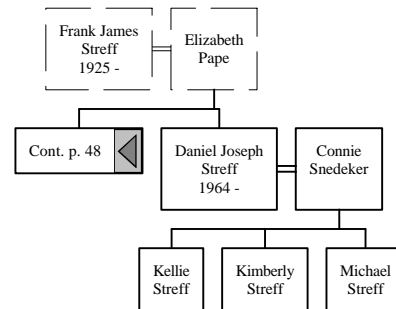 Frank James
Streff
1925 -
Elizabeth
Pape
Cont. p. 48
Daniel Joseph
Streff
1964 -
Connie
Snedeker
Kellie
Streff
Kimberly
Streff
Michael
Streff